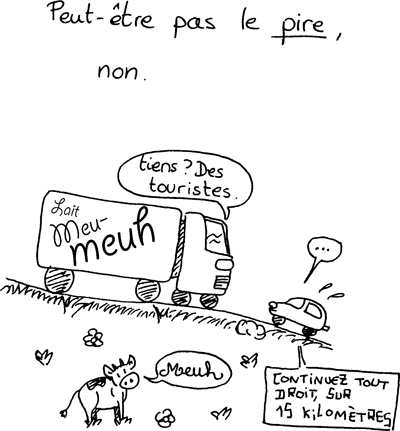 Peut-être pas le pire,
non.
tiens ? Des
touristes.
Lait
Meu-
meuh
...
Meuh
CONTINUEZ TOUT
DROIT, SUR
15 KILOMÈTRES